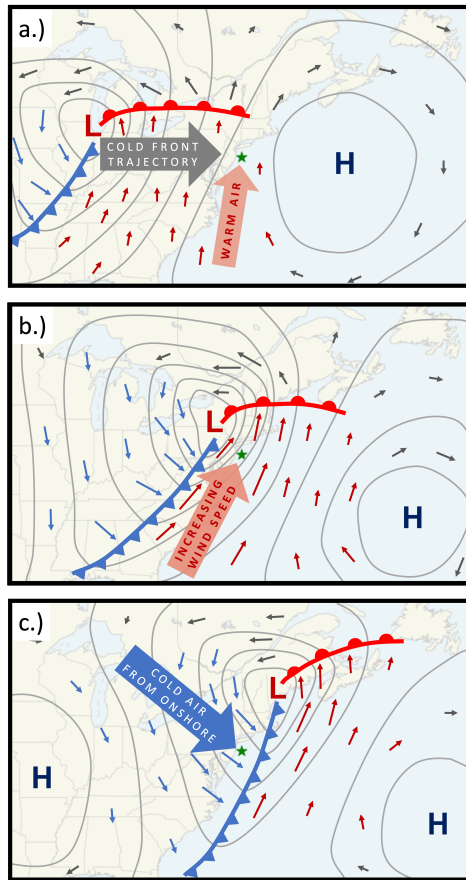 a.)
L
COLD FRONT
TRAJECTORY
H
WARM AIR
b.)
L
INCREASING
WIND SPEED
H
c.)
COLD AIR
FROM ONSHORE
L
H
H